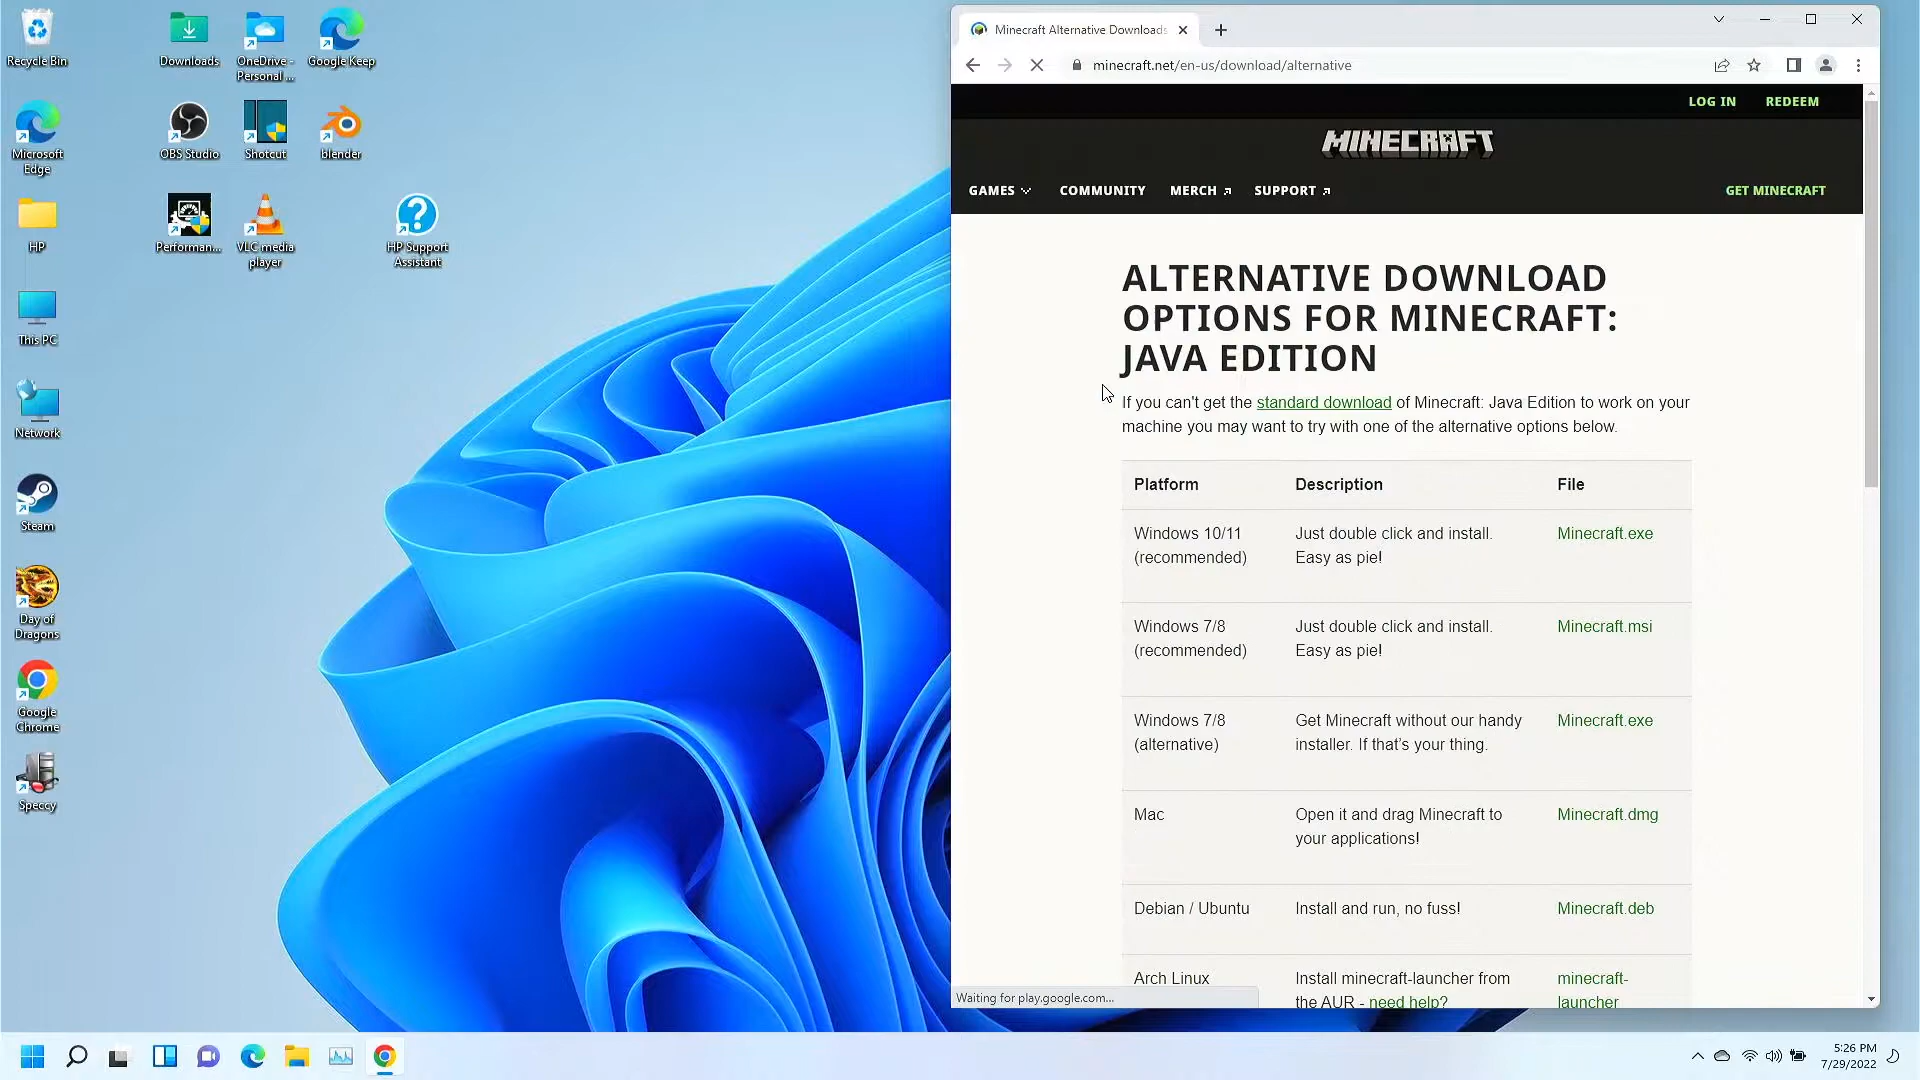 Recycle Bin
Downloads
OneDrive -
Personal ...
Google Keep
Microsoft
Edge
OBS Studio
Shotcut
blender
HP
Performan...
VLC media
player
HP Support
Assistant
This PC
Network
Steam
Day of
Dragons
Google
Chrome
Speccy
Minecraft Alternative Downloads
minecraft.net/en-us/download/alternative
LOG IN
REDEEM
MINECRAFT
GAMES
COMMUNITY
MERCH
SUPPORT
GET MINECRAFT
ALTERNATIVE DOWNLOAD
OPTIONS FOR MINECRAFT:
JAVA EDITION
If you can't get the standard download of Minecraft: Java Edition to work on your
machine you may want to try with one of the alternative options below.
Platform Description File
Windows 10/11 Just double click and install. Minecraft.exe
(recommended) Easy as pie!
Windows 7/8 Just double click and install. Minecraft.msi
(recommended) Easy as pie!
Windows 7/8 Get Minecraft without our handy Minecraft.exe
(alternative) installer. If that's your thing.
Mac Open it and drag Minecraft to Minecraft.dmg
your applications!
Debian / Ubuntu Install and run, no fuss! Minecraft.deb
Arch Linux Install minecraft-launcher from minecraft-
the AUR - need help? launcher
Waiting for play.google.com...
5:26 PM
7/29/2022